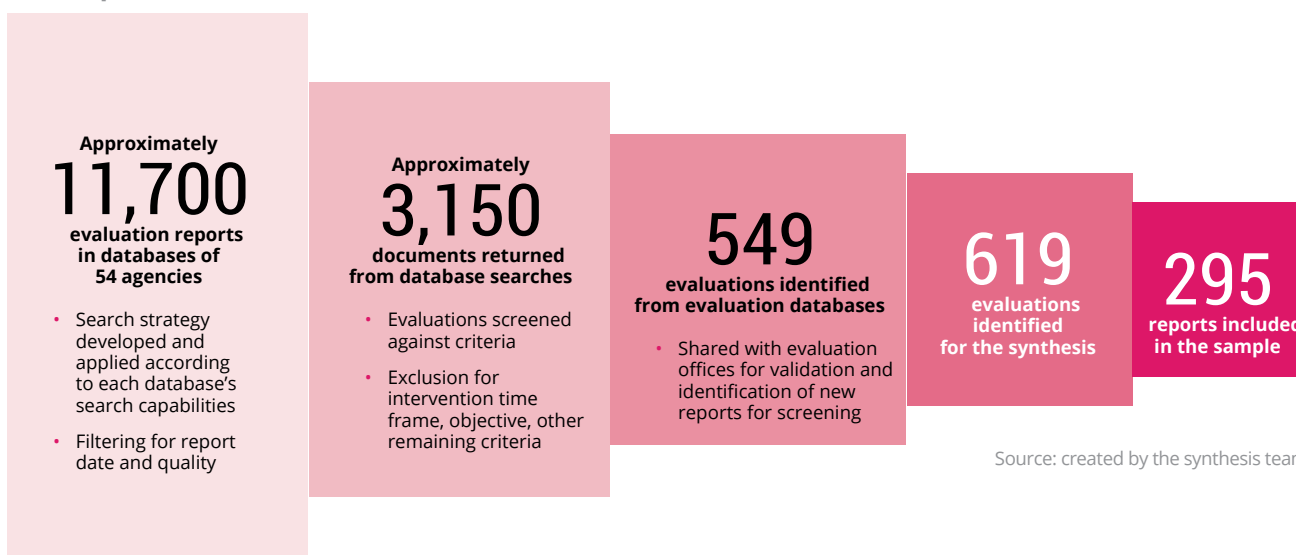 Approximately
11,700
evaluation reports
in databases of
54 agencies
• Search strategy
developed and
applied according
to each database’s
search capabilities
• Filtering for report
date and quality
Approximately
3,150
documents returned
from database searches
• Evaluations screened
against criteria
• Exclusion for
intervention time
frame, objective, other
remaining criteria
549
evaluations identified
from evaluation databases
• Shared with evaluation
offices for validation and
identification of new
reports for screening
619
evaluations
identified
for the synthesis
295
reports included
in the sample
Source: created by the synthesis team